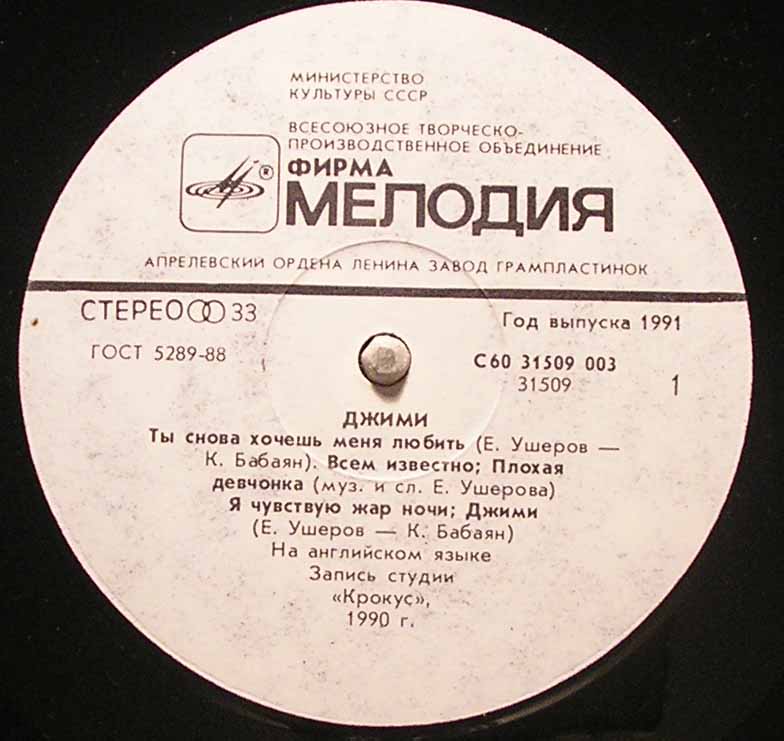 МИНИСТЕРСТВО
КУЛЬТУРЫ СССР
ВСЕСОЮЗНОЕ ТВОРЧЕСКО-
ПРОИЗВОДСТВЕННОЕ ОБЪЕДИНЕНИЕ
®
ФИРМА
МЕЛОДИЯ
АПРЕЛЕВСКИЙ ОРДЕНА ЛЕНИНА ЗАВОД ГРАМПЛАСТИНОК
СТЕРЕО 33
Год выпуска 1991
ГОСТ 5289-88
С60 31509 003
31509
1
ДЖИМИ
Ты снова хочешь меня любить (Е. Ушеров —
К. Бабаян). Всем известно; Плохая
девчонка (муз. и сл. Е. Ушерова)
Я чувствую жар ночи; Джими
(Е. Ушеров — К. Бабаян)
На английском языке
Запись студии
«Крокус»,
1990 г.